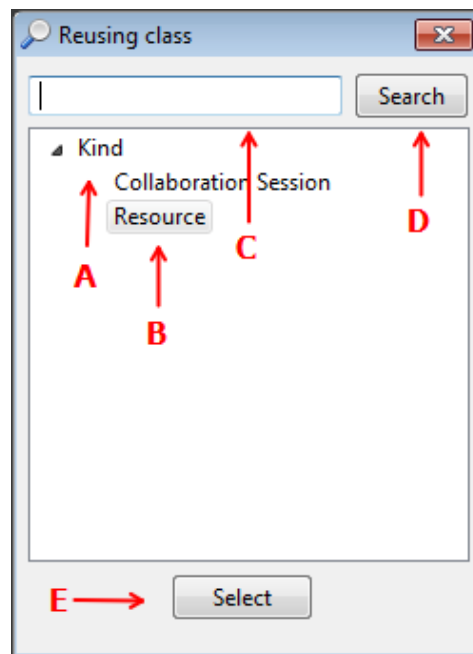 Reusing class
Search
Kind
Collaboration Session
Resource
A
B
C
D
E
Select